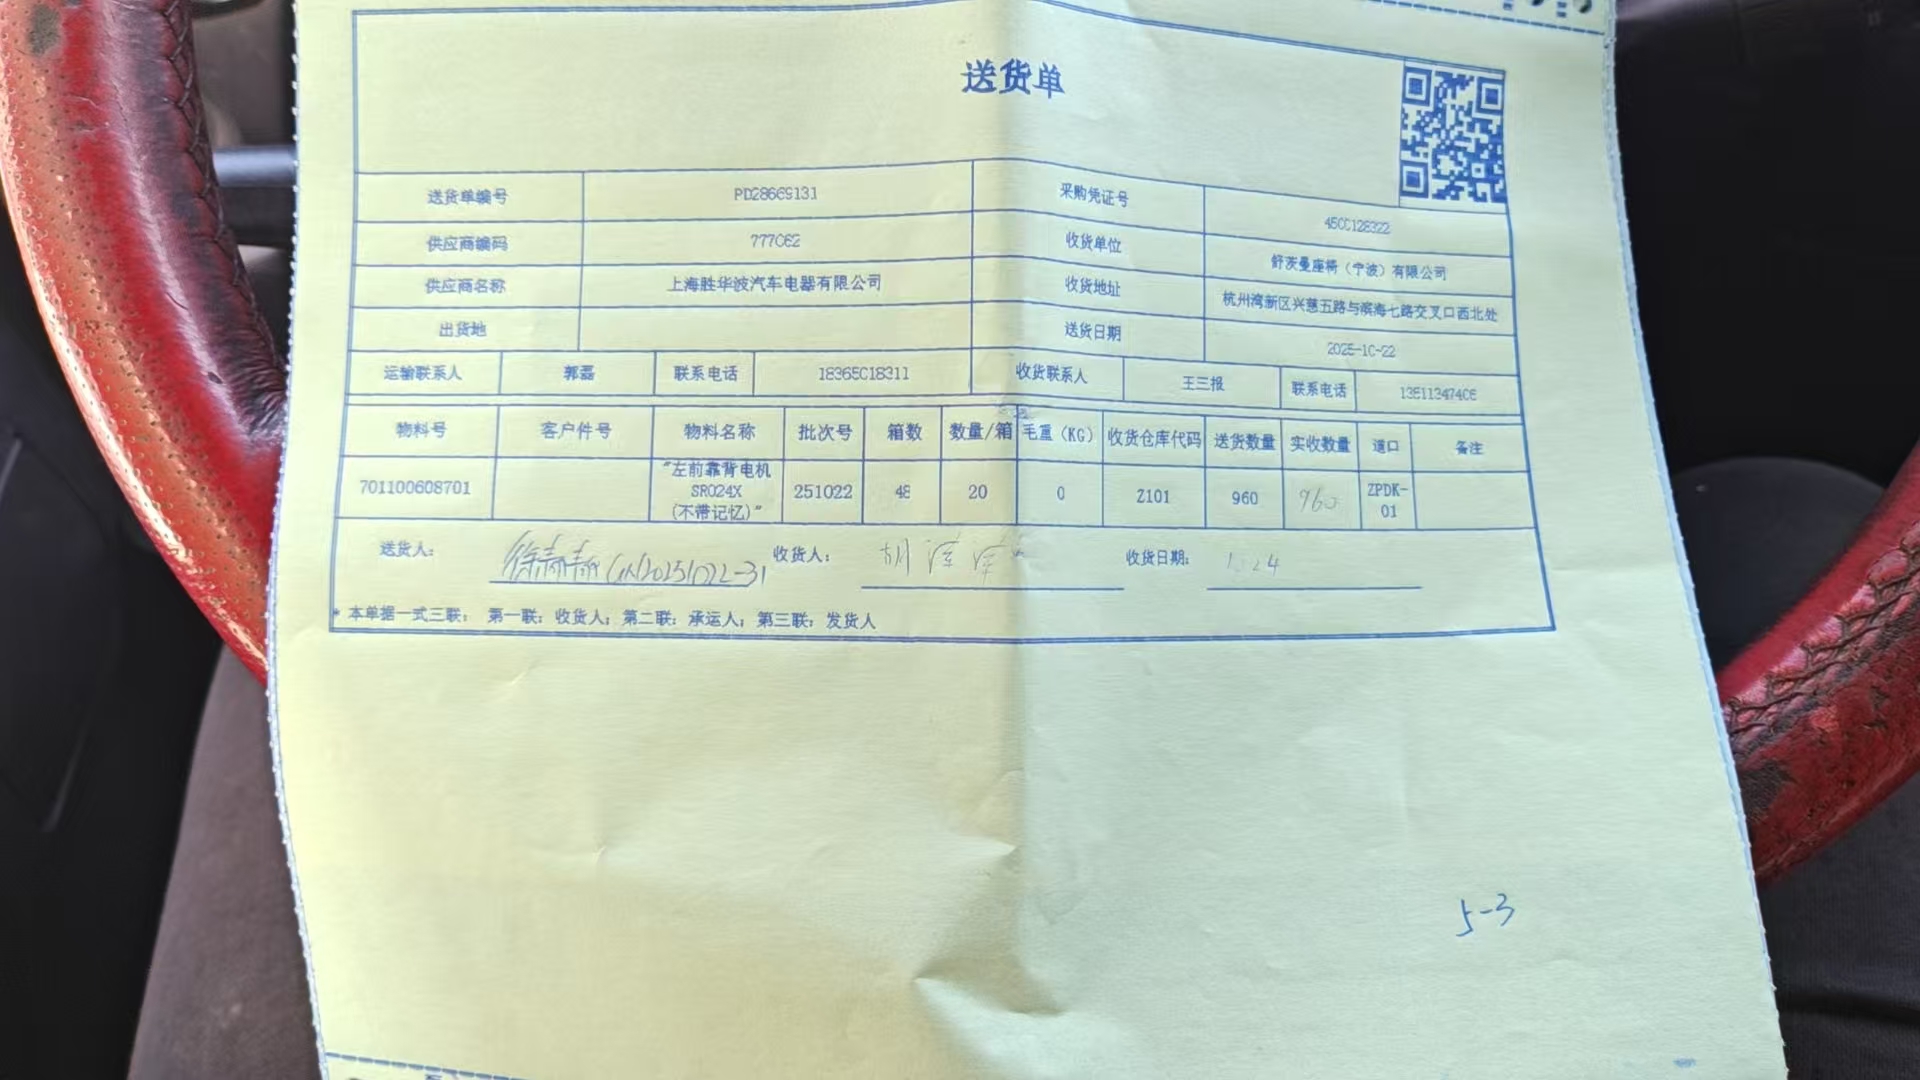 送货单
送货单编号 PD28669131 采购凭证号 4500128322
供应商编码 777062 收货单位 舒茨曼座椅（宁波）有限公司
供应商名称 上海胜华波汽车电器有限公司 收货地址 杭州湾新区兴慈五路与滨海七路交叉口西北处
出货地 送货日期 2025-10-22
运输联系人 郭磊 联系电话 18365018311 收货联系人 王三报 联系电话
物料号 客户件号 物料名称 批次号 箱数 数量/箱 毛重（KG） 收货仓库代码 送货数量 实收数量 道口 备注
701100608701 "左前靠背电机 SR024X (不带记忆)" 251022 48 20 0 Z101 960 960 ZPDK-01
送货人： 20251022-31 收货人： 胡 收货日期： 24
* 本单据一式三联； 第一联：收货人；第二联：承运人；第三联：发货人
5-3